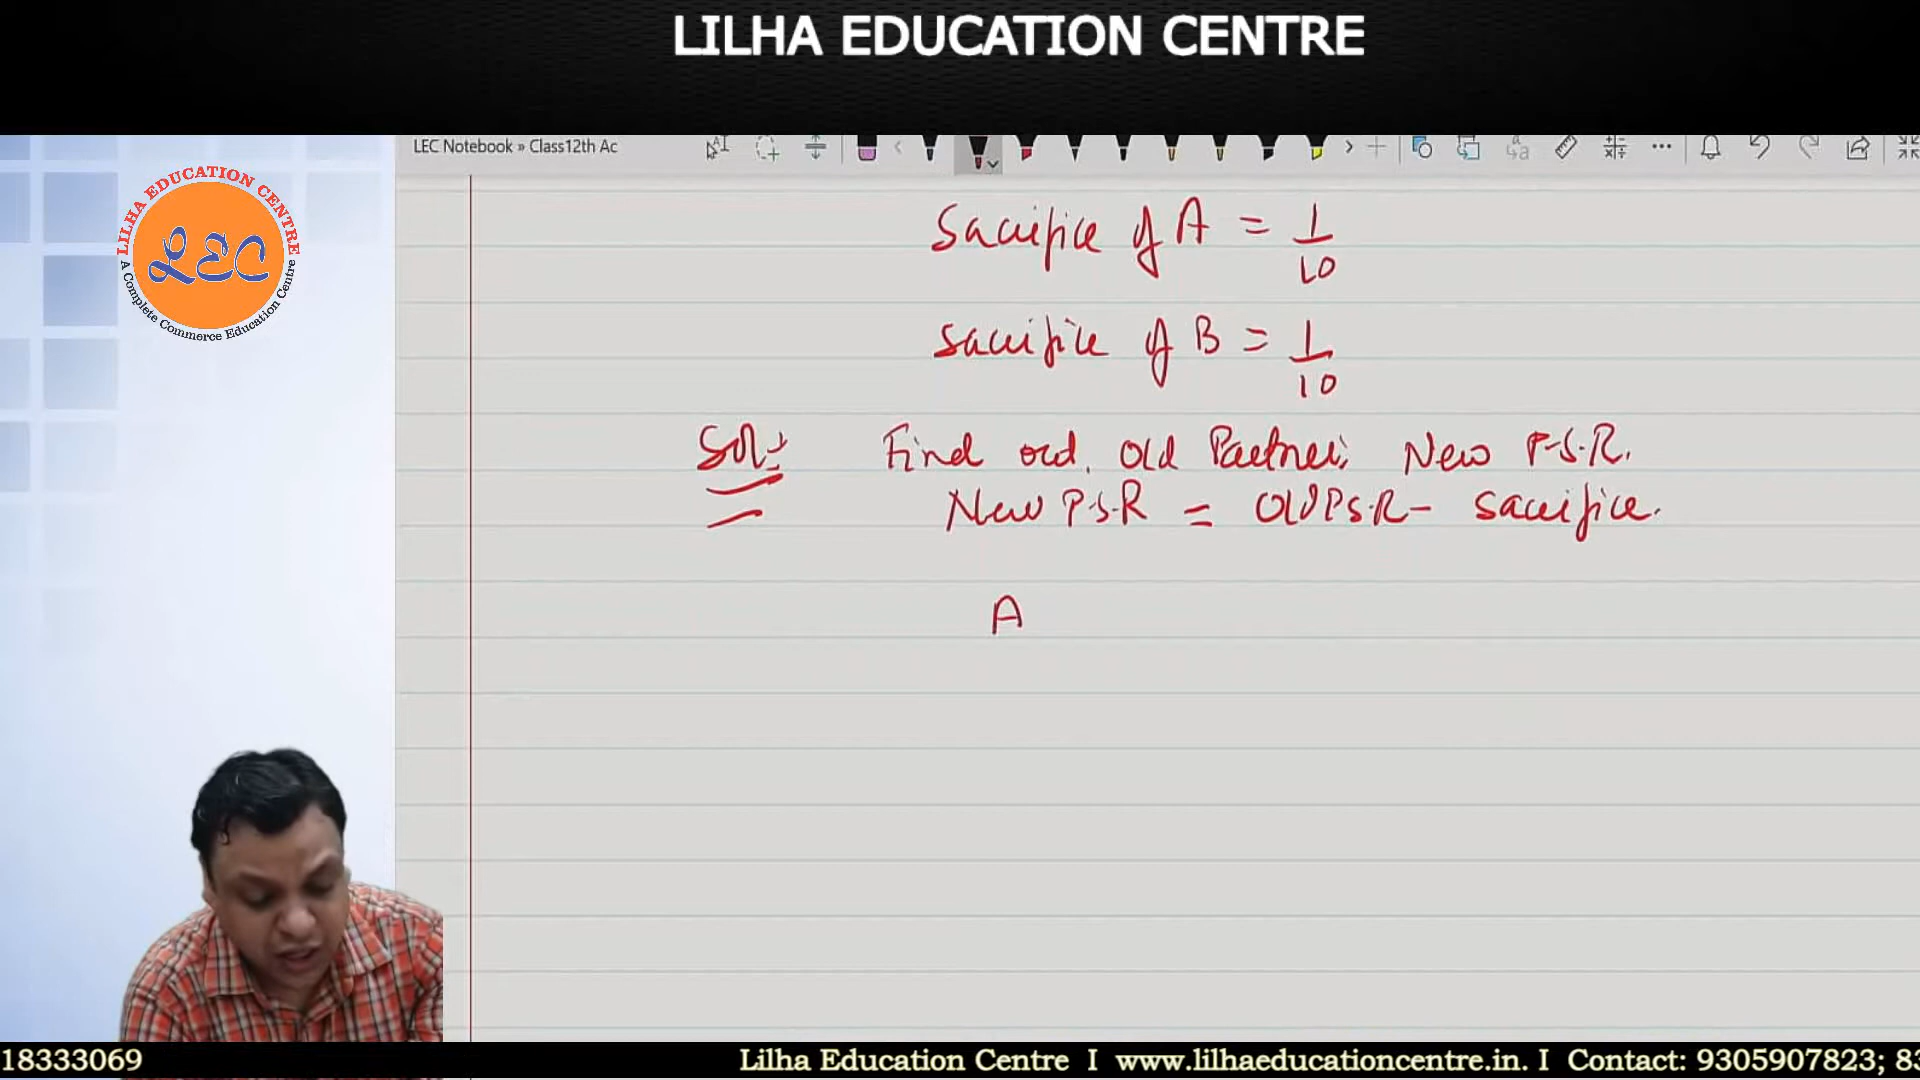 LILHA EDUCATION CENTRE
LEC Notebook » Class12th Ac
LILHA EDUCATION CENTRE
LEC
A Complete Commerce Education Centre
Sacrifice of A = 1/10
Sacrifice of B = 1/10
Sol:
Find old Partner's New P.S.R.
New P.S.R = Old P.S.R - Sacrifice.
A
18333069
Lilha Education Centre I www.lilhaeducationcentre.in. I Contact: 9305907823; 83